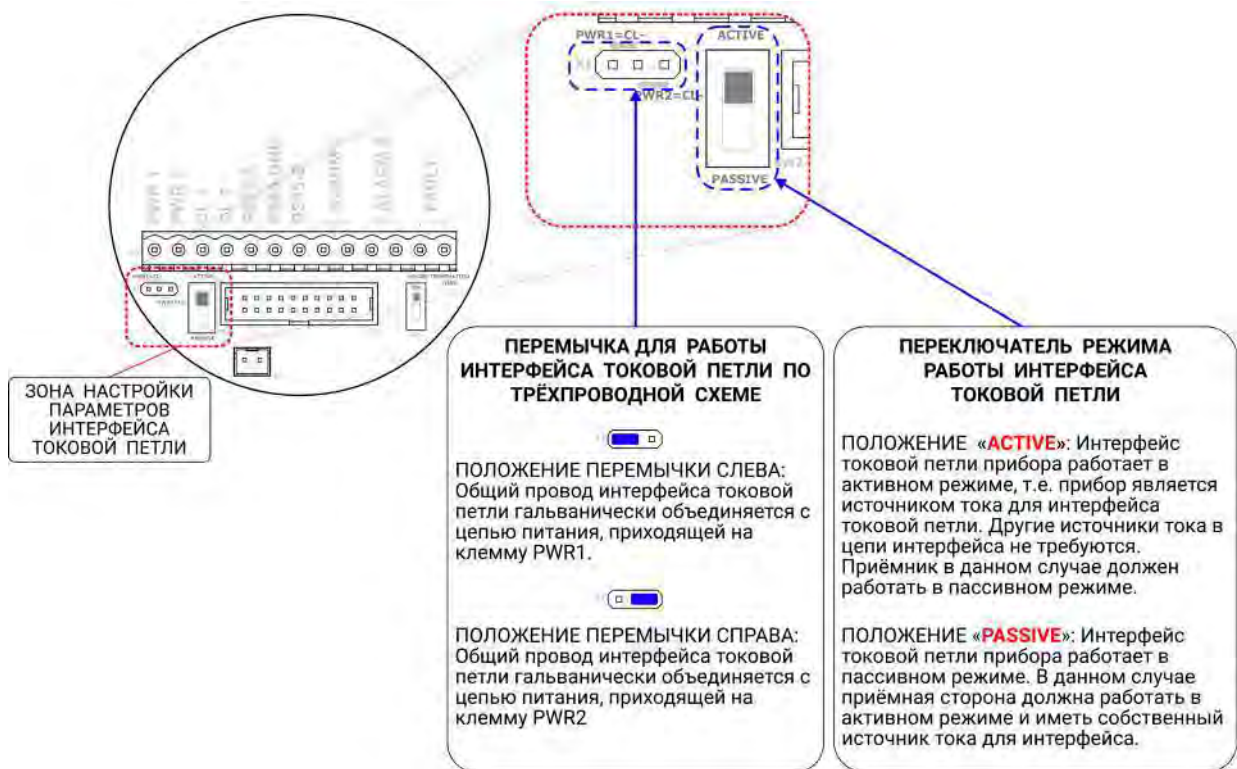 PWR1=CL-
ACTIVE
PWR2=CL-
PASSIVE
PWR 1
PWR 2
FAULT
ЗОНА НАСТРОЙКИ
ПАРАМЕТРОВ
ИНТЕРФЕЙСА
ТОКОВОЙ ПЕТЛИ
ПЕРЕМЫЧКА ДЛЯ РАБОТЫ
ИНТЕРФЕЙСА ТОКОВОЙ ПЕТЛИ ПО
ТРЁХПРОВОДНОЙ СХЕМЕ
ПОЛОЖЕНИЕ ПЕРЕМЫЧКИ СЛЕВА:
Общий провод интерфейса токовой
петли гальванически объединяется с
цепью питания, приходящей на
клемму PWR1.
ПОЛОЖЕНИЕ ПЕРЕМЫЧКИ СПРАВА:
Общий провод интерфейса токовой
петли гальванически объединяется с
цепью питания, приходящей на
клемму PWR2
ПЕРЕКЛЮЧАТЕЛЬ РЕЖИМА
РАБОТЫ ИНТЕРФЕЙСА
ТОКОВОЙ ПЕТЛИ
ПОЛОЖЕНИЕ «ACTIVE»: Интерфейс
токовой петли прибора работает в
активном режиме, т.е. прибор является
источником тока для интерфейса
токовой петли. Другие источники тока в
цепи интерфейса не требуются.
Приёмник в данном случае должен
работать в пассивном режиме.
ПОЛОЖЕНИЕ «PASSIVE»: Интерфейс
токовой петли прибора работает в
пассивном режиме. В данном случае
приёмная сторона должна работать в
активном режиме и иметь собственный
источник тока для интерфейса.